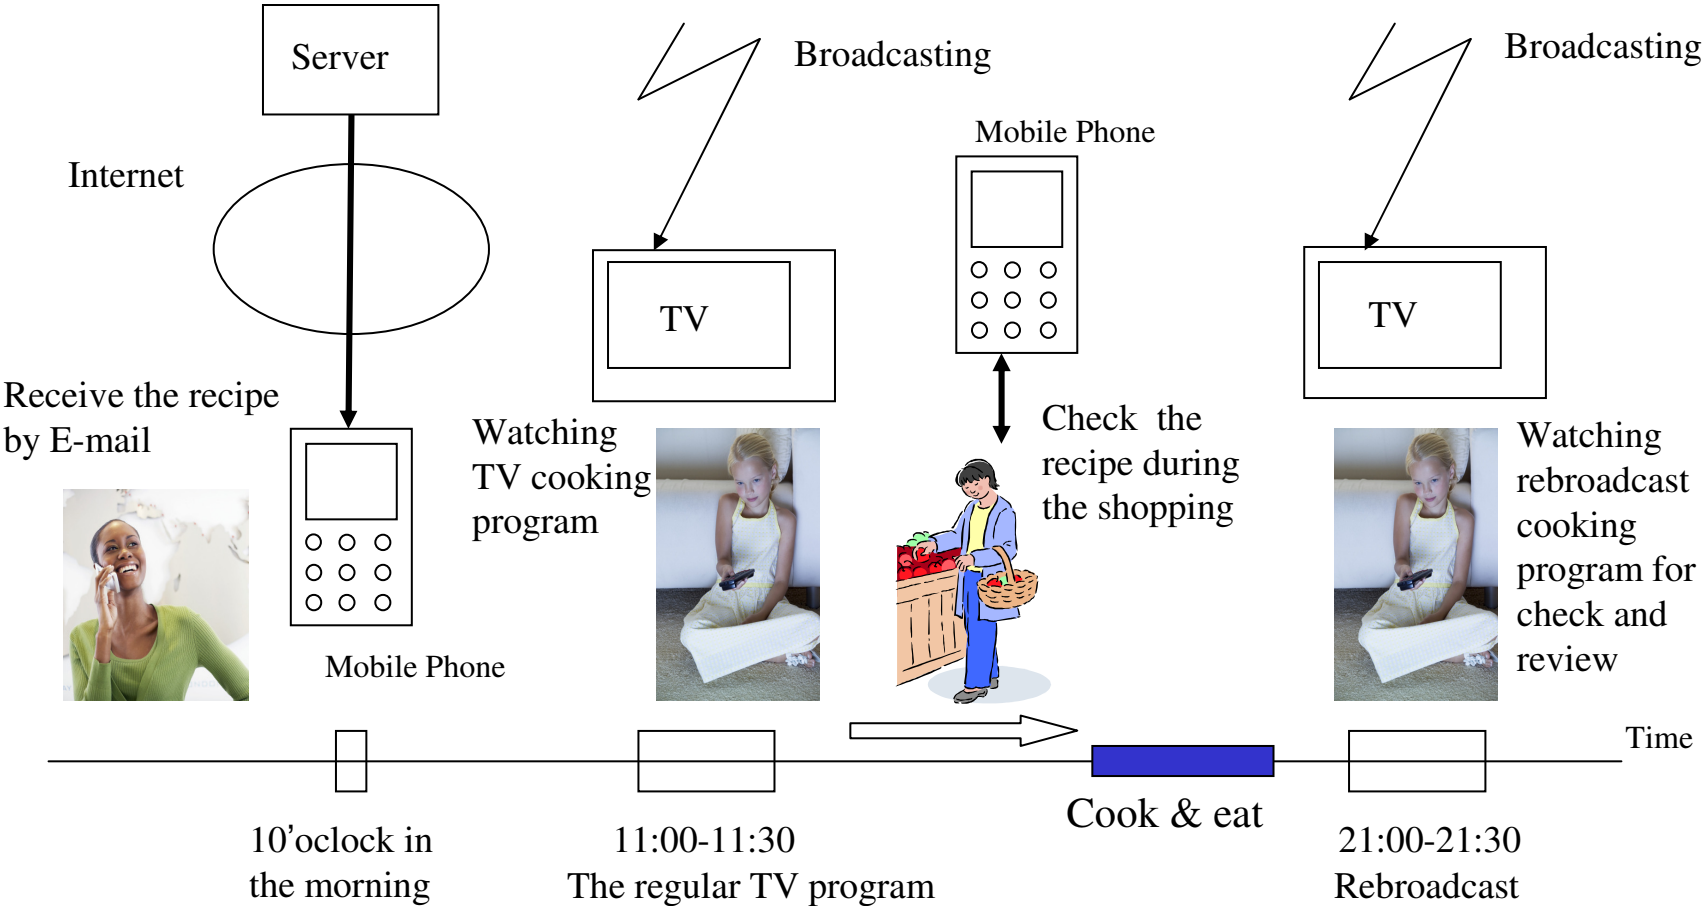 Server
Internet
Receive the recipe
by E-mail
Mobile Phone
10’oclock in
the morning
Broadcasting
TV
Watching
TV cooking
program
11:00-11:30
The regular TV program
Mobile Phone
Check the
recipe during
the shopping
Cook & eat
Broadcasting
TV
Watching
rebroadcast
cooking
program for
check and
review
Time
21:00-21:30
Rebroadcast